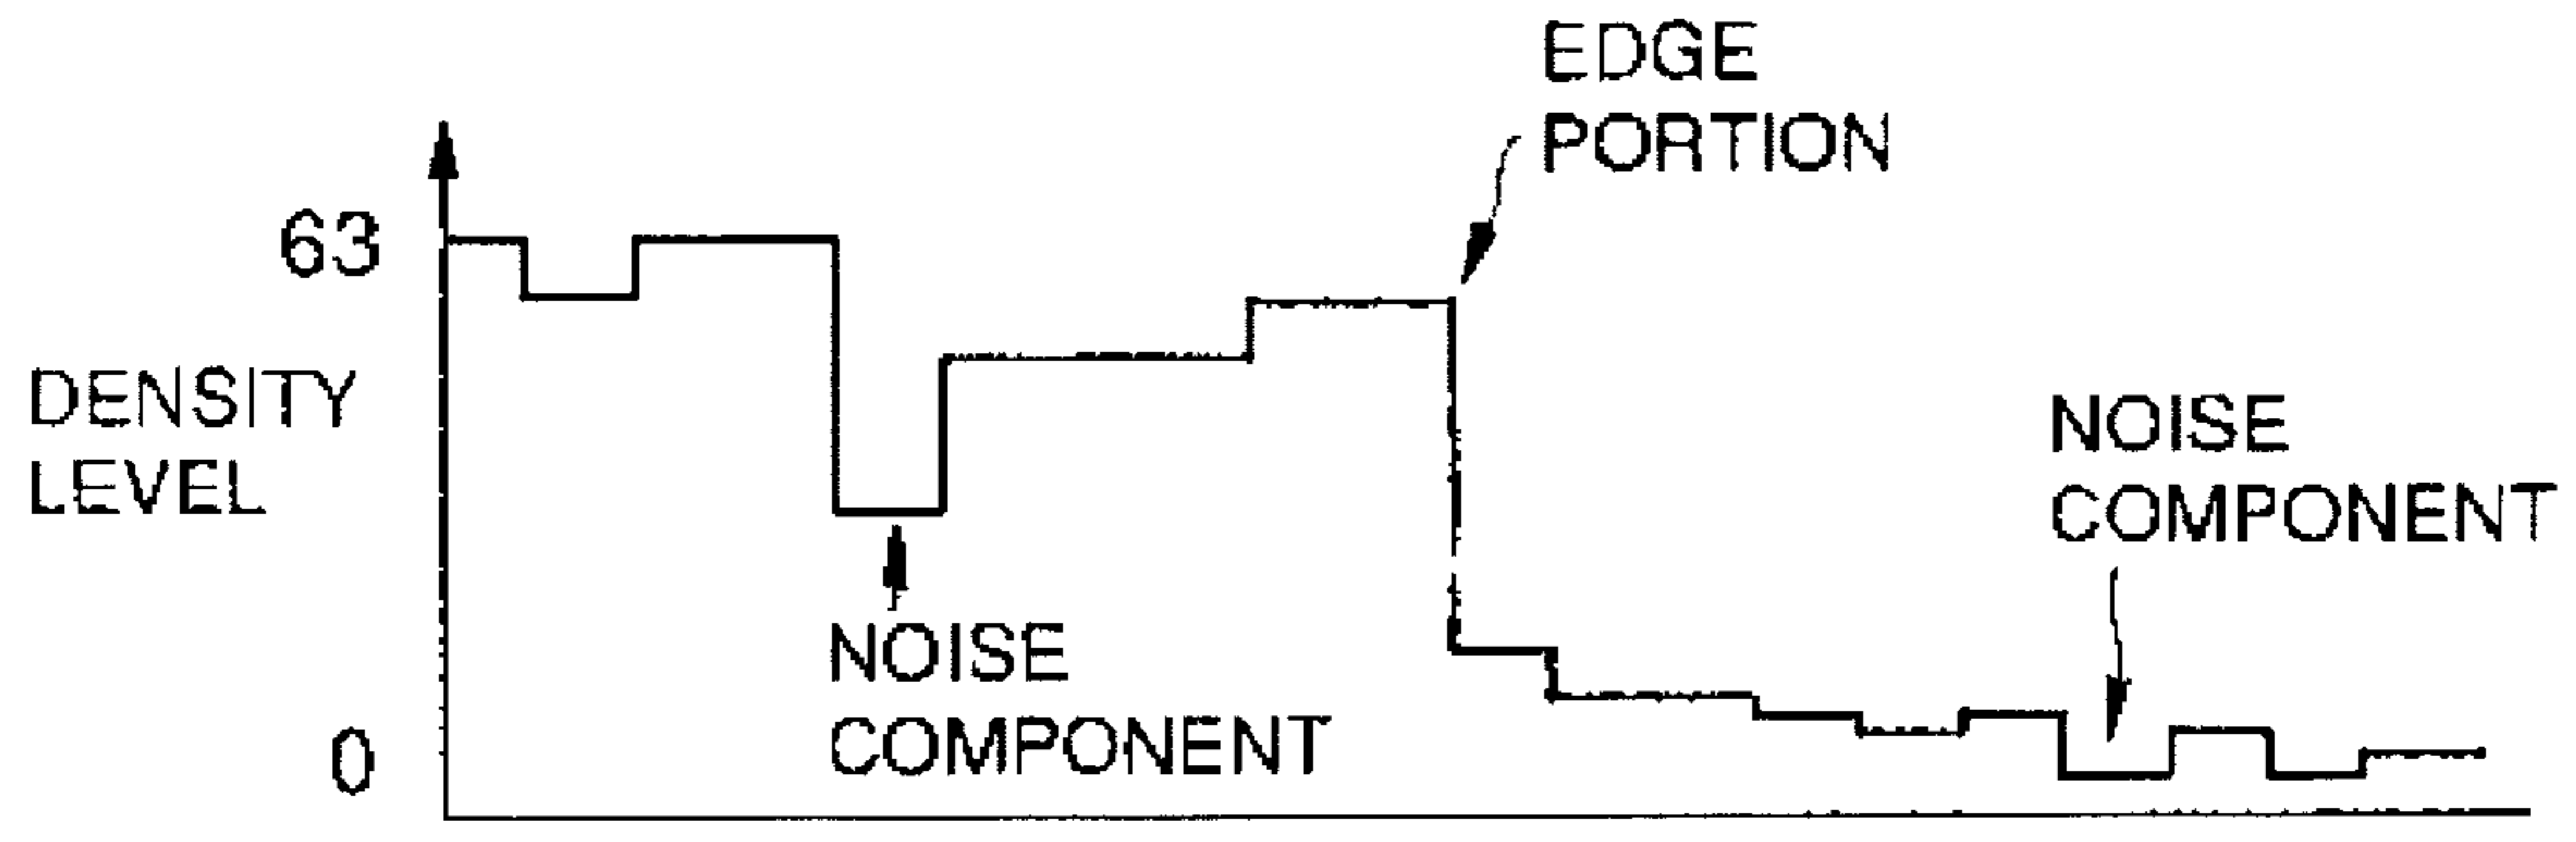 EDGE
PORTION
63
DENSITY
LEVEL
NOISE
COMPONENT
NOISE
COMPONENT
0